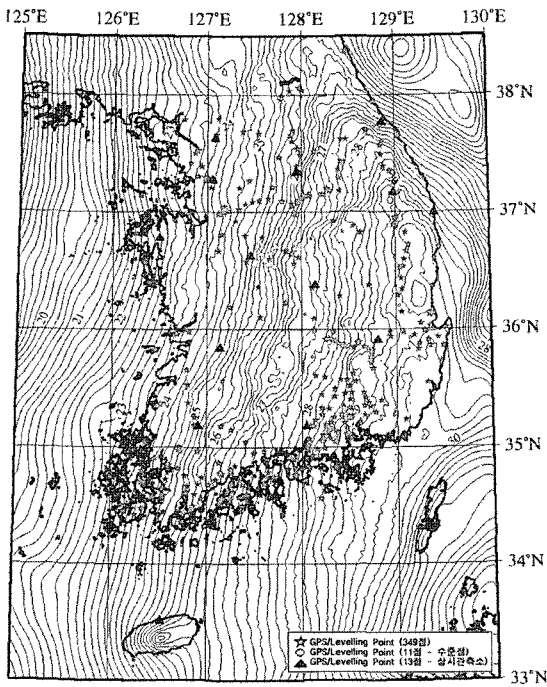 125°E 126°E 127°E 128°E 129°E 130°E
38°N
37°N
36°N
35°N
34°N
33°N
GPS/Levelling Point (349점)
GPS/Levelling Point (11점 - 수준점)
GPS/Levelling Point (13점 - 상시관측소)